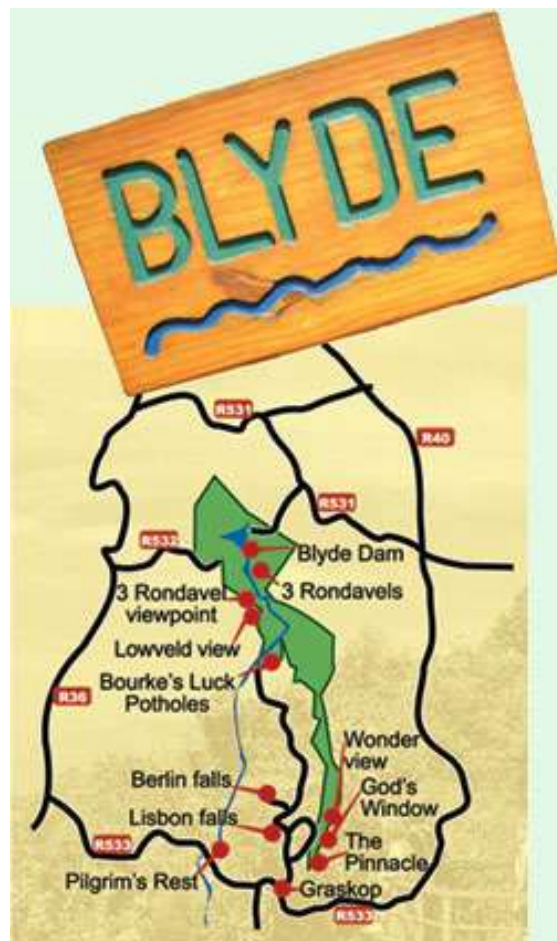 BLYDE
R531
R40
R531
R532
Blyde Dam
3 Rondavels
3 Rondavel
viewpoint
Lowveld view
Bourke's Luck
Potholes
R36
Wonder
view
God's
Window
Berlin falls
Lisbon falls
The
Pinnacle
R533
Pilgrim's Rest
Graskop
R533